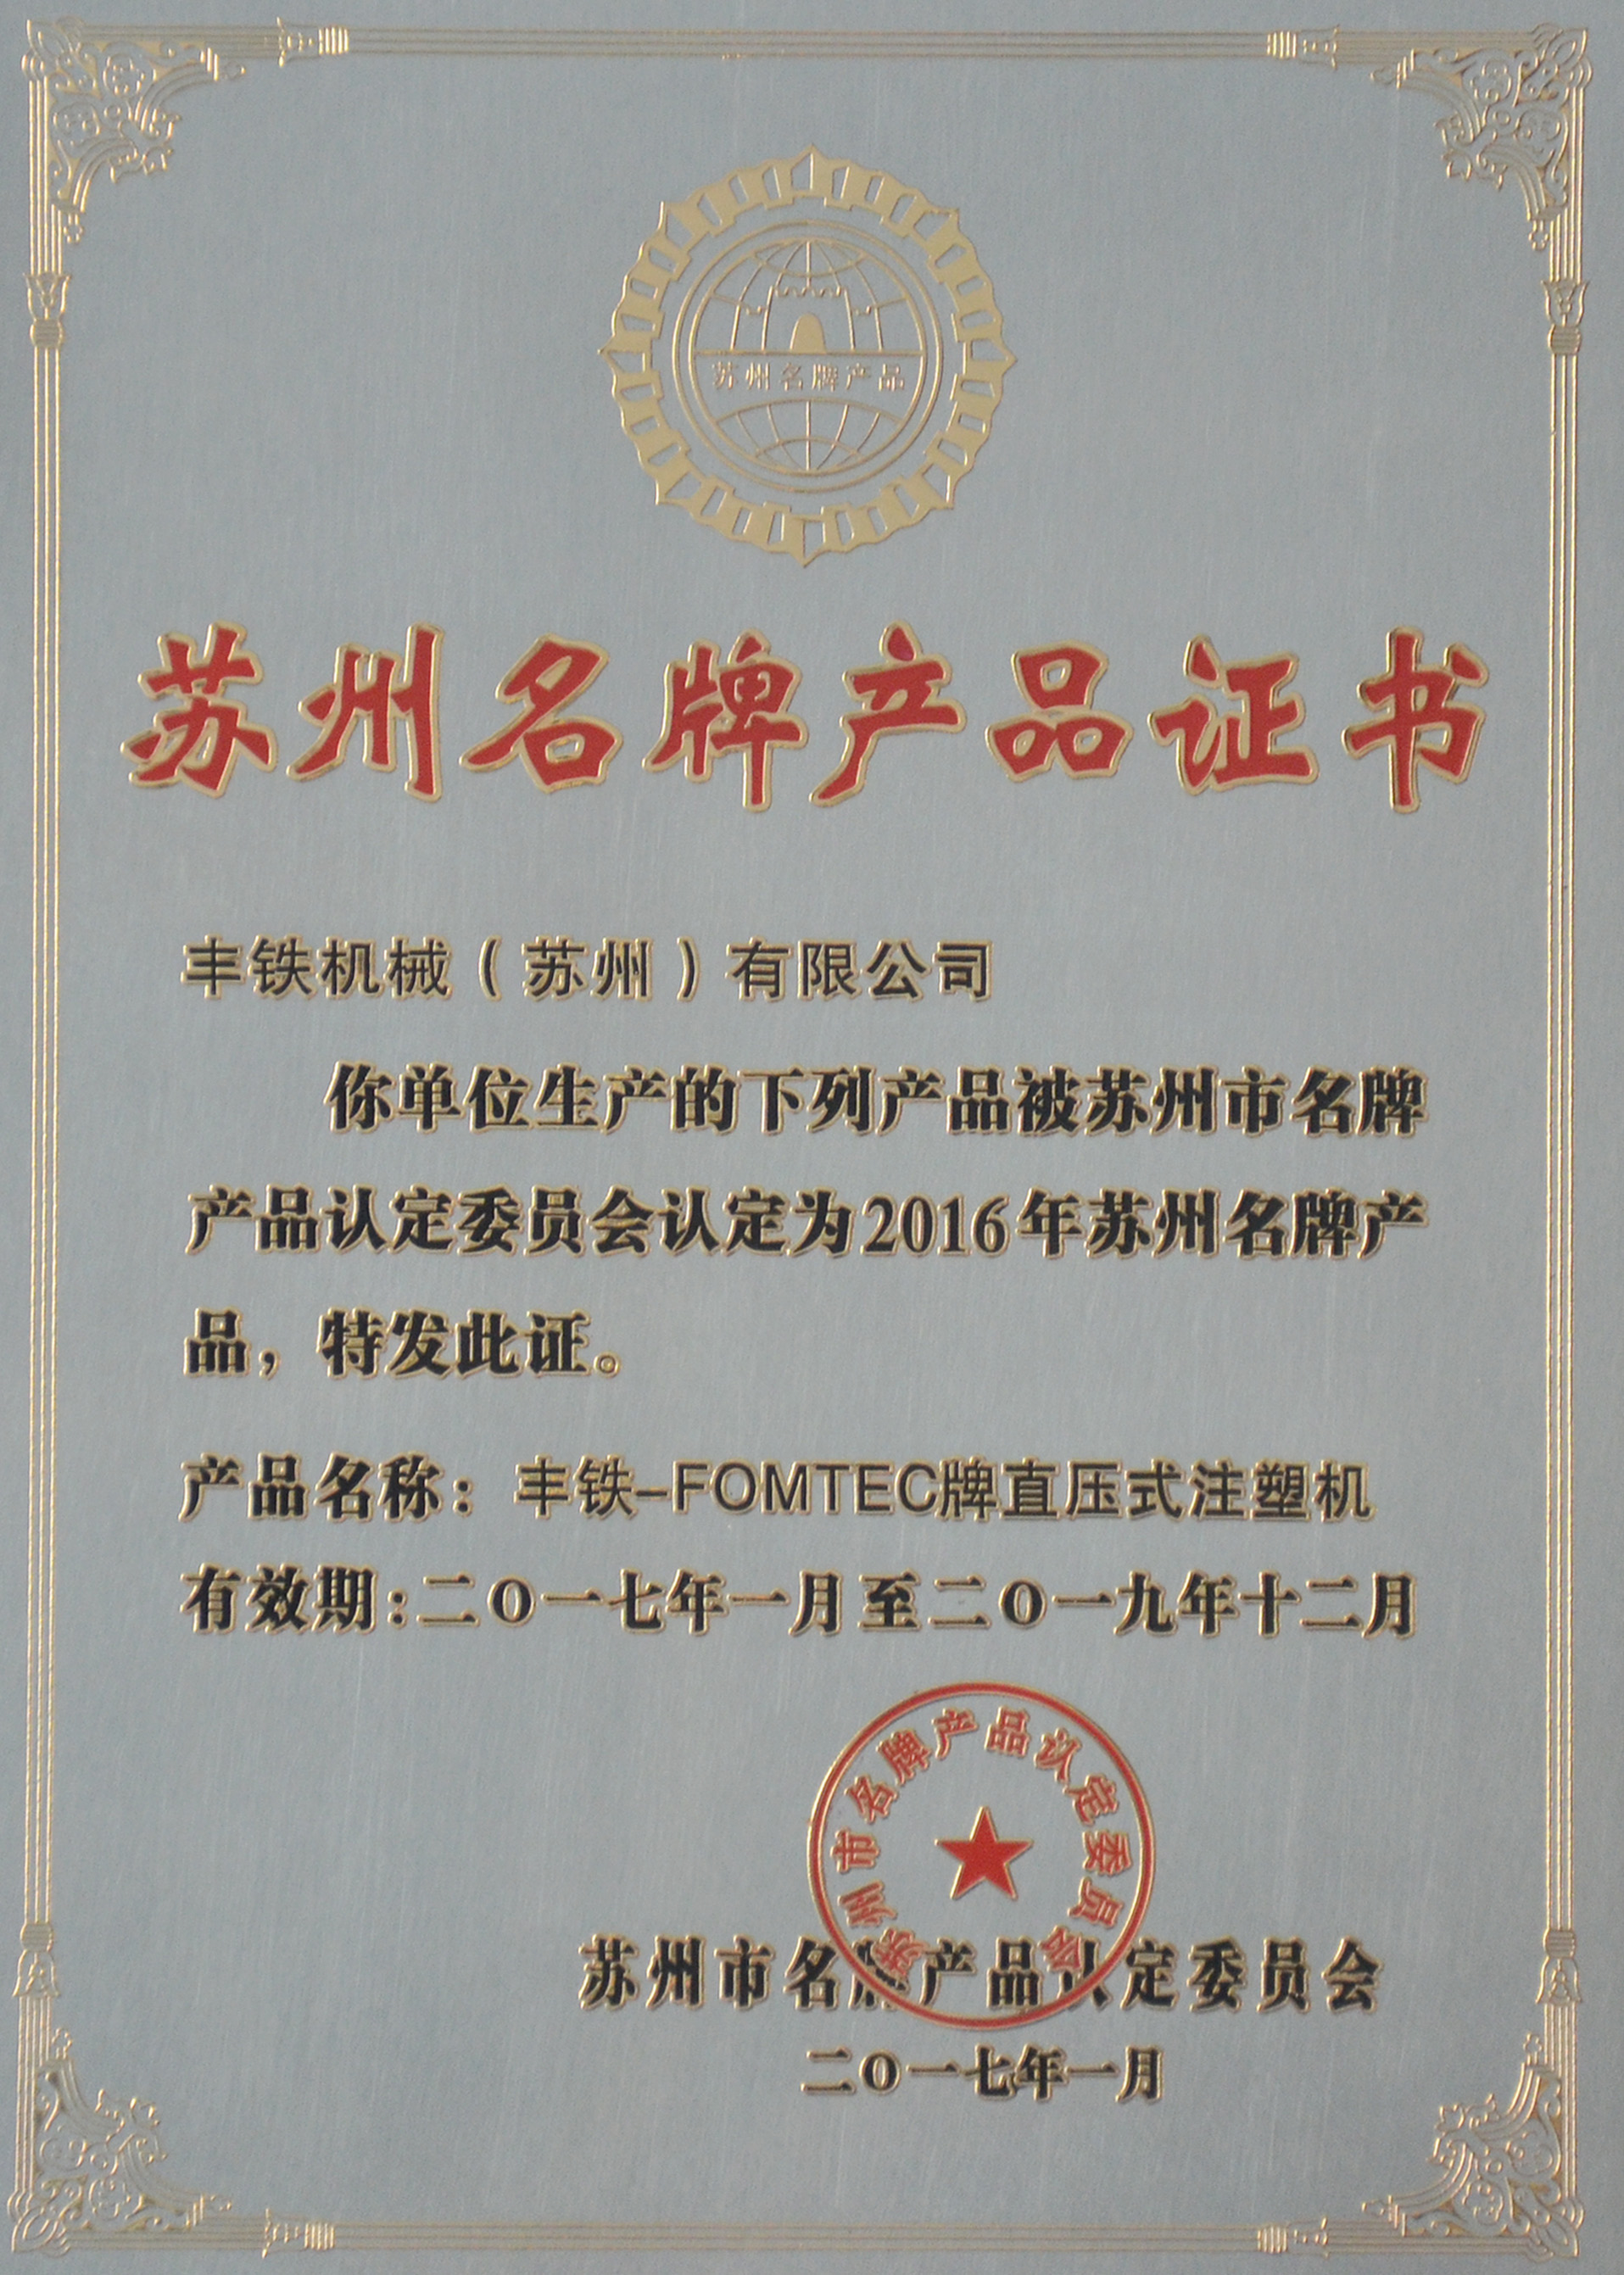 苏州名牌产品
苏州名牌产品证书
丰铁机械（苏州）有限公司
你单位生产的下列产品被苏州市名牌
产品认定委员会认定为2016年苏州名牌产
品，特发此证。
产品名称：丰铁-FOMTEC牌直压式注塑机
有效期：二O一七年一月至二O一九年十二月
苏州市名牌产品认定委员会
苏州市名牌产品认定委员会
二O一七年一月